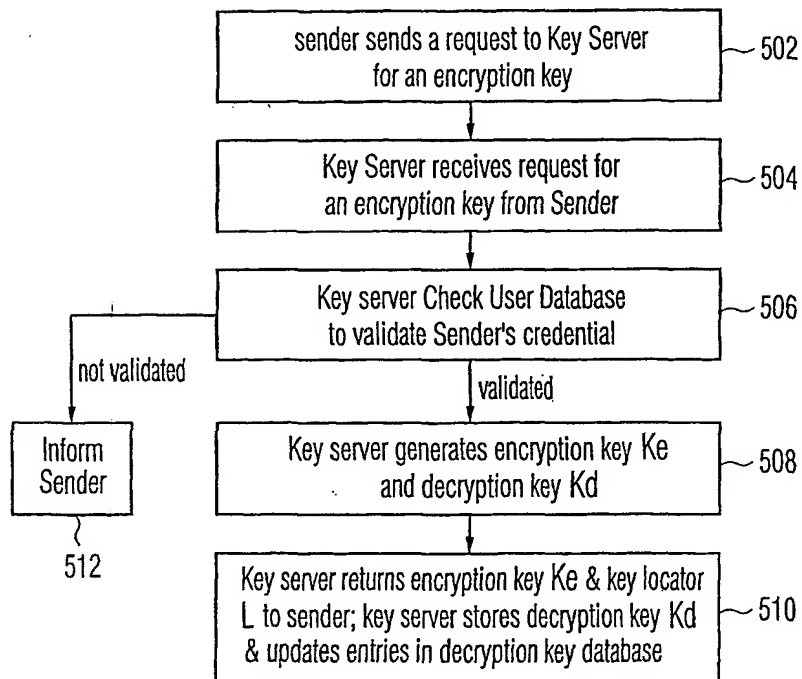 sender sends a request to Key Server
for an encryption key
502
Key Server receives request for
an encryption key from Sender
504
Key server Check User Database
to validate Sender's credential
506
not validated
validated
Inform
Sender
512
Key server generates encryption key Ke
and decryption key Kd
508
Key server returns encryption key Ke & key locator
L to sender; key server stores decryption key Kd
& updates entries in decryption key database
510